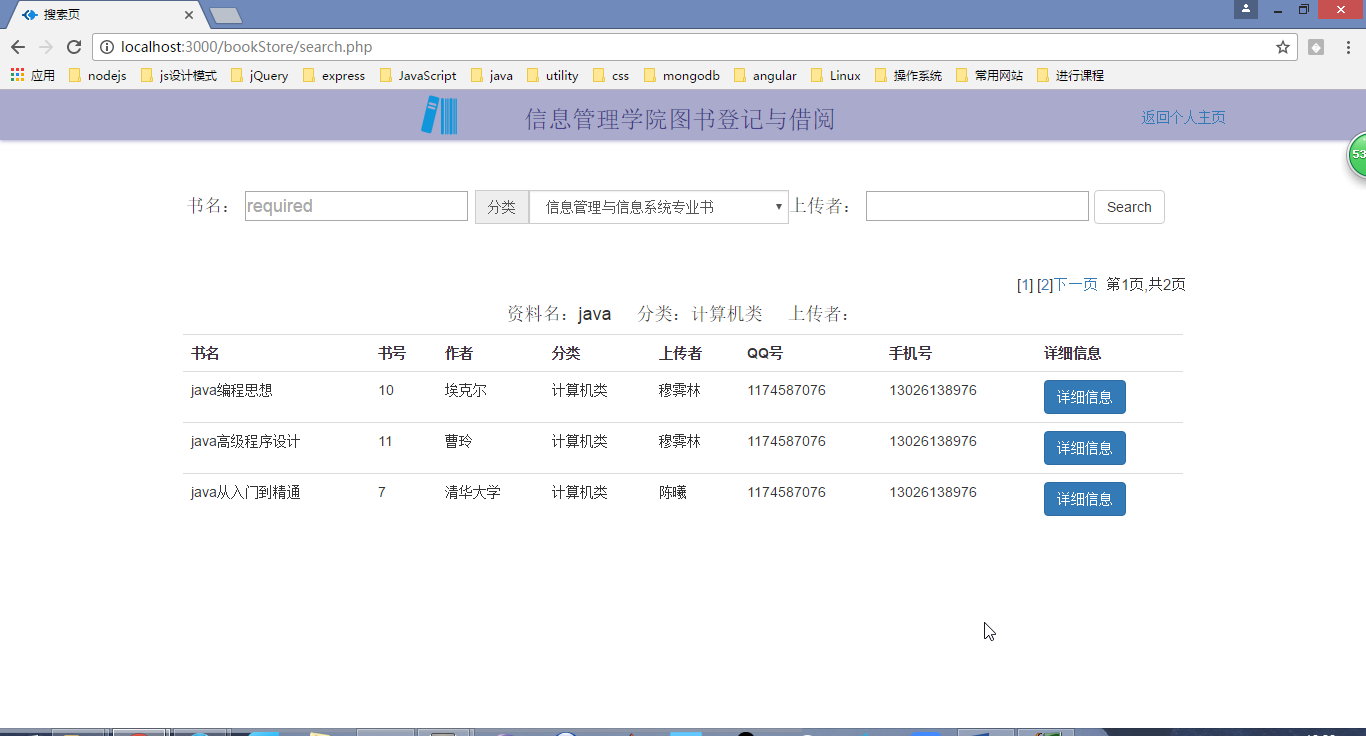 搜索页
localhost:3000/bookStore/search.php
应用 nodejs js设计模式 jQuery express JavaScript java utility css mongodb angular Linux 操作系统 常用网站 进行课程
信息管理学院图书登记与借阅 返回个人主页
53
书名： required 分类 信息管理与信息系统专业书 上传者： Search
[1] [2]下一页 第1页,共2页
资料名：java 分类：计算机类 上传者：
书名 书号 作者 分类 上传者 QQ号 手机号 详细信息
java编程思想 10 埃克尔 计算机类 穆霁林 1174587076 13026138976 详细信息
java高级程序设计 11 曹玲 计算机类 穆霁林 1174587076 13026138976 详细信息
java从入门到精通 7 清华大学 计算机类 陈曦 1174587076 13026138976 详细信息